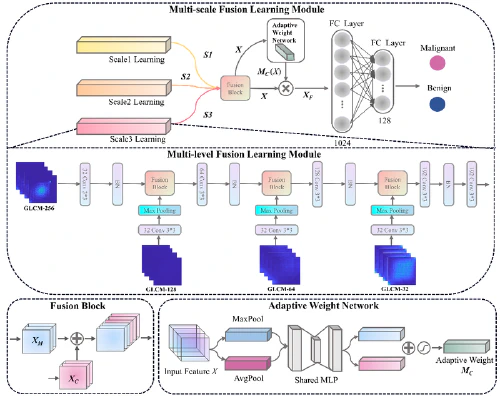 Multi-scale Fusion Learning Module
Adaptive
Weight
Network
1024
FC Layer
FC Layer
Malignant
Benign
Scale1 Learning
Scale2 Learning
Scale3 Learning
S1
S2
S3
Fusion
Block
X
X
M_C(X)
X_F
128
1024
Multi-level Fusion Learning Module
GLCM-256
Fusion
Block
Fusion
Block
Fusion
Block
Max Pooling
Max Pooling
Max Pooling
32 Conv 3*3
32 Conv 3*3
32 Conv 3*3
GLCM-64
Fusion Block
X_H
X_C
Adaptive Weight Network
Input Feature X
MaxPool
AvgPool
Shared MLP
Adaptive Weight
M_C